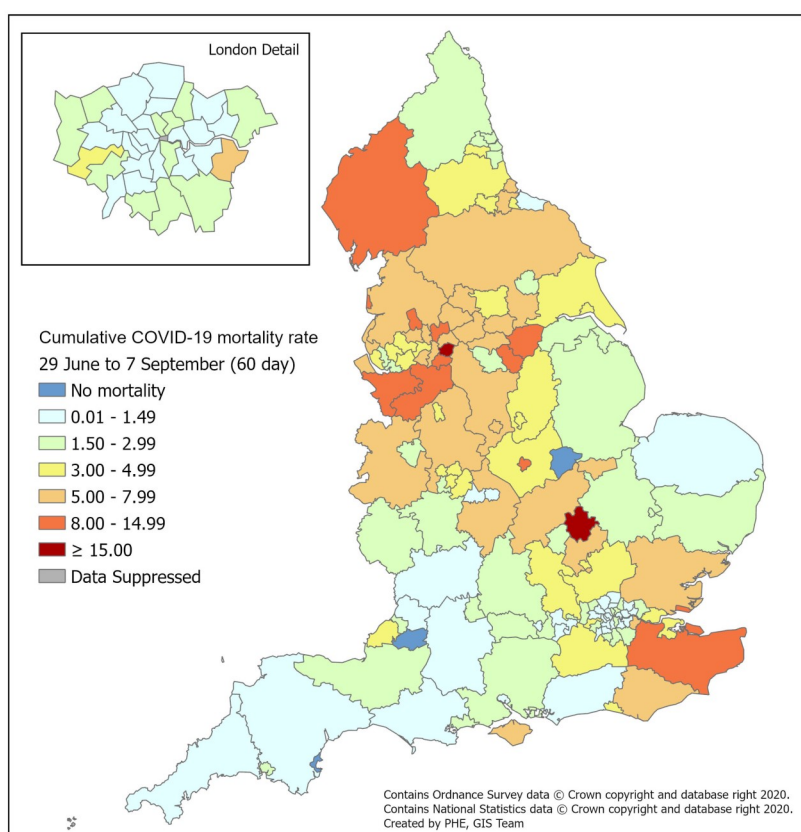 London Detail
Cumulative COVID-19 mortality rate
29 June to 7 September (60 day)
No mortality
0.01 - 1.49
1.50 - 2.99
3.00 - 4.99
5.00 - 7.99
8.00 - 14.99
≥ 15.00
Data Suppressed
Contains Ordnance Survey data © Crown copyright and database right 2020.
Contains National Statistics data © Crown copyright and database right 2020.
Created by PHE, GIS Team